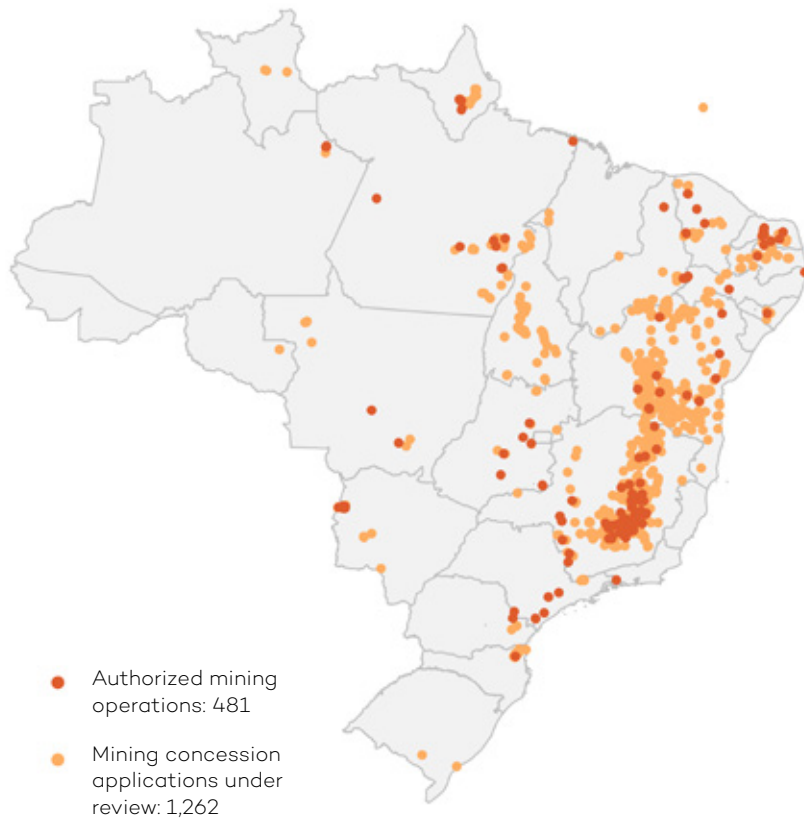 Authorized mining
operations: 481
Mining concession
applications under
review: 1,262